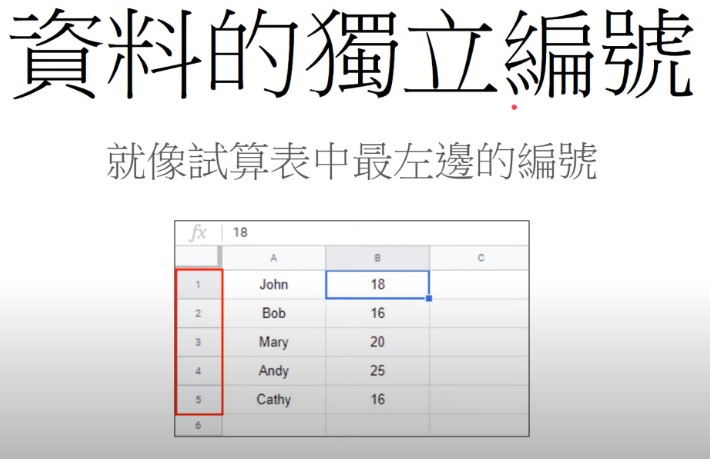 資料的獨立編號
就像試算表中最左邊的編號
fx 18
A B C
1 John 18
2 Bob 16
3 Mary 20
4 Andy 25
5 Cathy 16
6